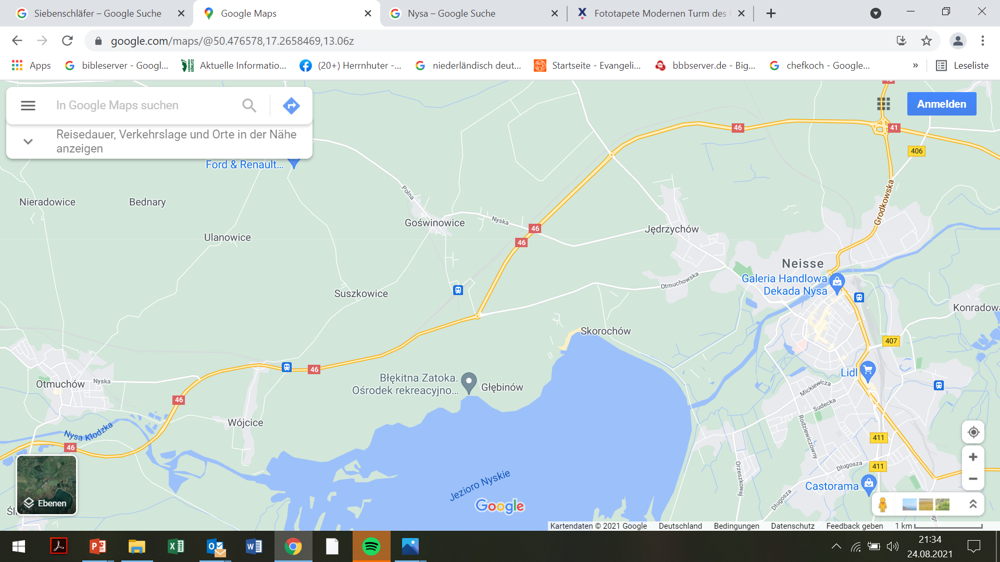 Siebenschläfer – Google Suche
Google Maps
Nysa – Google Suche
Fototapete Modernen Turm des
google.com/maps/@50.476578,17.2658469,13.06z
Apps
bibleserver - Googl...
Aktuelle Informatio...
(20+) Herrnhuter -...
niederländisch deut...
Startseite - Evangeli...
bbbserver.de - Big...
chefkoch - Google...
»
Leseliste
In Google Maps suchen
Anmelden
Reisedauer, Verkehrslage und Orte in der Nähe
anzeigen
46
41
406
Ford & Renault...
Grodkowska
Polna
Nieradowice
Bednary
Goświnowice
Nyska
46
Jędrzychów
Ulanowice
46
Neisse
Otmuchowska
Galeria Handlowa
Dekada Nysa
Suszkowice
Konradowa
Skorochów
407
46
Lidl
Błękitna Zatoka.
Ośrodek rekreacyjno...
Głębinów
Otmuchów
Nyska
Mickiewicza
46
Sudecka
Wójcice
Nysa Kłodzka
Rodziewiczówny
411
46
Długosza
411
Orzeszkowej
Jezioro Nyskie
Castorama
Długosza
Ebenen
Google
Kartendaten © 2021 Google
Deutschland
Bedingungen
Datenschutz
Feedback geben
1 km
21:34
24.08.2021